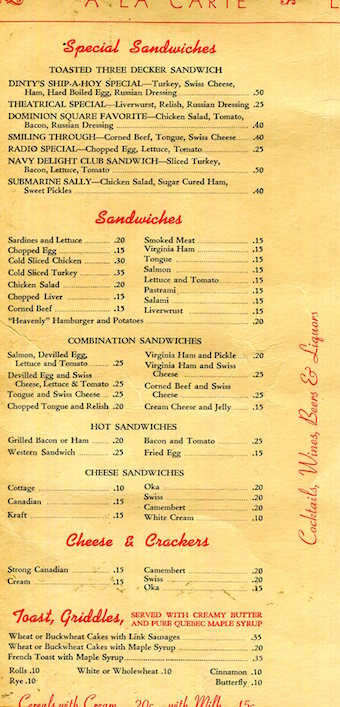 A LA CARTE
Special Sandwiches
TOASTED THREE DECKER SANDWICH
DINTY'S SHIP-A-HOY SPECIAL—Turkey, Swiss Cheese,
Ham, Hard Boiled Egg, Russian Dressing .50
THEATRICAL SPECIAL—Liverwurst, Relish, Russian Dressing .25
DOMINION SQUARE FAVORITE—Chicken Salad, Tomato,
Bacon, Russian Dressing .40
SMILING THROUGH—Corned Beef, Tongue, Swiss Cheese .40
RADIO SPECIAL—Chopped Egg, Lettuce, Tomato .25
NAVY DELIGHT CLUB SANDWICH—Sliced Turkey,
Bacon, Lettuce, Tomato .50
SUBMARINE SALLY—Chicken Salad, Sugar Cured Ham,
Sweet Pickles .40
Sandwiches
Sardines and Lettuce .20
Chopped Egg .15
Cold Sliced Chicken .30
Cold Sliced Turkey .35
Chicken Salad .20
Chopped Liver .15
Corned Beef .15
Smoked Meat .15
Virginia Ham .15
Tongue .15
Salmon .15
Lettuce and Tomato .15
Pastrami .15
Salami .15
Liverwrust .15
"Heavenly" Hamburger and Potatoes .20
COMBINATION SANDWICHES
Salmon, Devilled Egg,
Lettuce and Tomato .25
Devilled Egg and Swiss
Cheese, Lettuce & Tomato .25
Tongue and Swiss Cheese .25
Chopped Tongue and Relish .20
Virginia Ham and Pickle .20
Virginia Ham and Swiss
Cheese .25
Corned Beef and Swiss
Cheese .25
Cream Cheese and Jelly .15
HOT SANDWICHES
Grilled Bacon or Ham .20
Western Sandwich .25
Bacon and Tomato .25
Fried Egg .15
CHEESE SANDWICHES
Cottage .10
Canadian .15
Kraft .15
Oka .20
Swiss .20
Camembert .20
White Cream .10
Cheese & Crackers
Strong Canadian .15
Cream .15
Camembert .20
Swiss .20
Oka .15
Toast, Griddles, SERVED WITH CREAMY BUTTER
AND PURE QUEBEC MAPLE SYRUP
Wheat or Buckwheat Cakes with Link Sausages .35
Wheat or Buckwheat Cakes with Maple Syrup .20
French Toast with Maple Syrup .35
Rolls .10 White or Wholewheat .10 Cinnamon .10
Rye .10 Butterfly .10
Cereals with Cream 20c with Milk 15c
Cocktails, Wines, Beers & Liquors